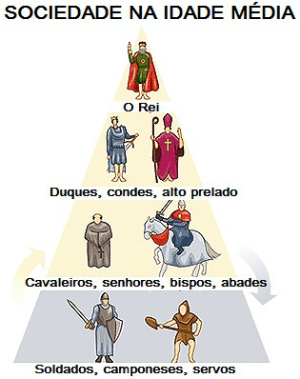 SOCIEDADE NA IDADE MÉDIA
O Rei
Duques, condes, alto prelado
Cavaleiros, senhores, bispos, abades
Soldados, camponeses, servos